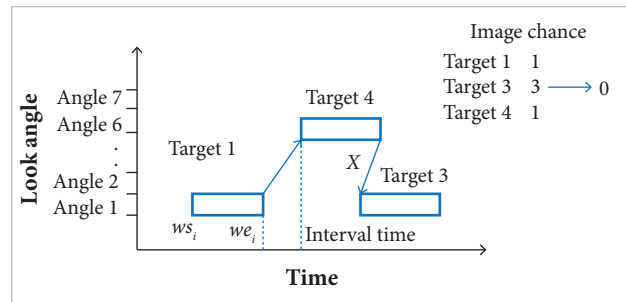 Image chance
Target 1 1
Target 3 3 0
Target 4 1
Look angle
Angle 7
Angle 6
.
.
Angle 2
Angle 1
Target 4
Target 1
X
Target 3
ws_i
we_i
Interval time
Time